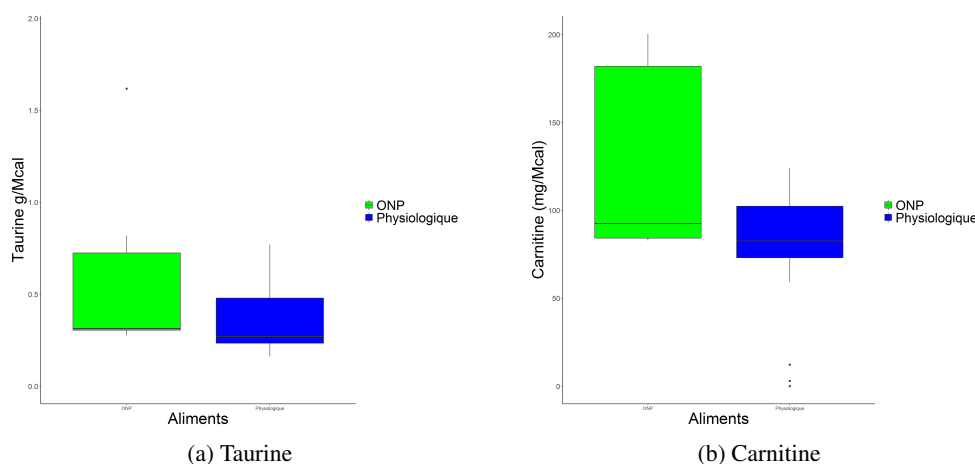 2.0
1.5
1.0
0.5
0.0
Taurine g/Mcal
ONP
Physiologique
Aliments
ONP
Physiologique
(a) Taurine
200
150
100
50
0
Carnitine (mg/Mcal)
ONP
Physiologique
Aliments
ONP
Physiologique
(b) Carnitine